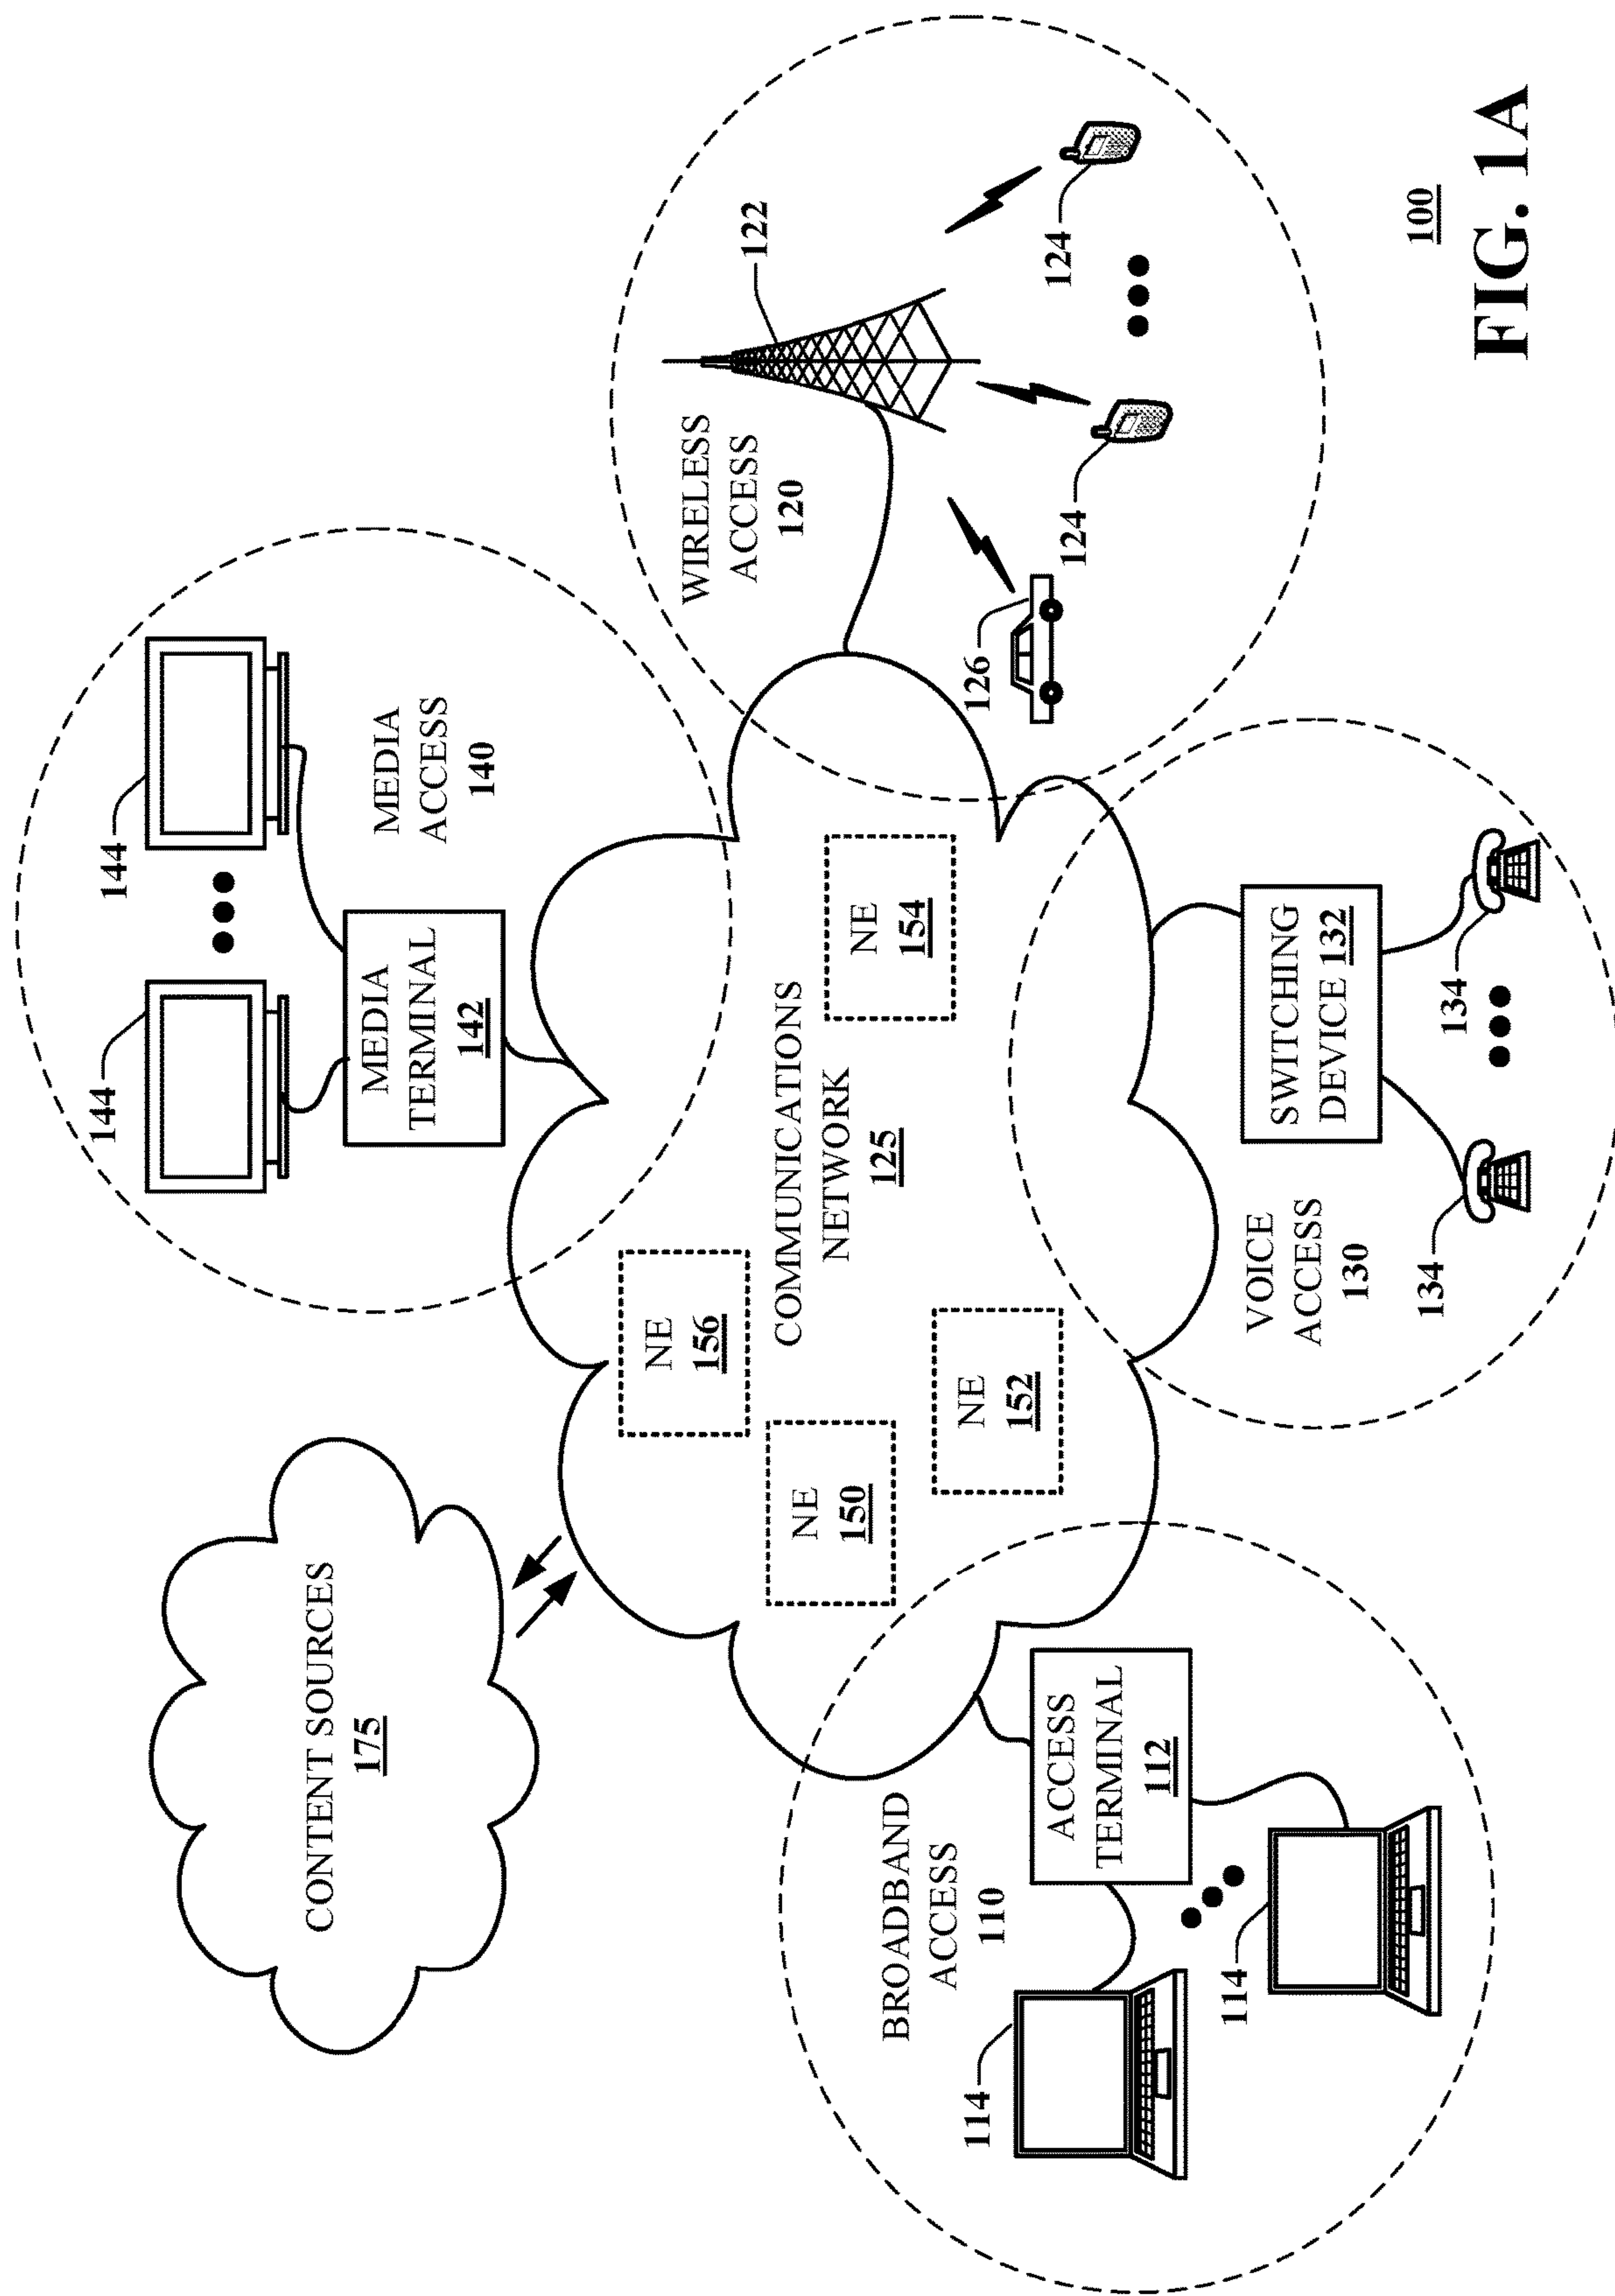 CONTENT SOURCES
175
144
144
MEDIA
TERMINAL
142
MEDIA
ACCESS
140
NE
156
NE
150
NE
152
NE
154
COMMUNICATIONS
NETWORK
125
WIRELESS
ACCESS
120
122
126
124
124
BROADBAND
ACCESS
110
ACCESS
TERMINAL
112
114
114
VOICE
ACCESS
130
SWITCHING
DEVICE 132
134
134
100
FIG. 1A